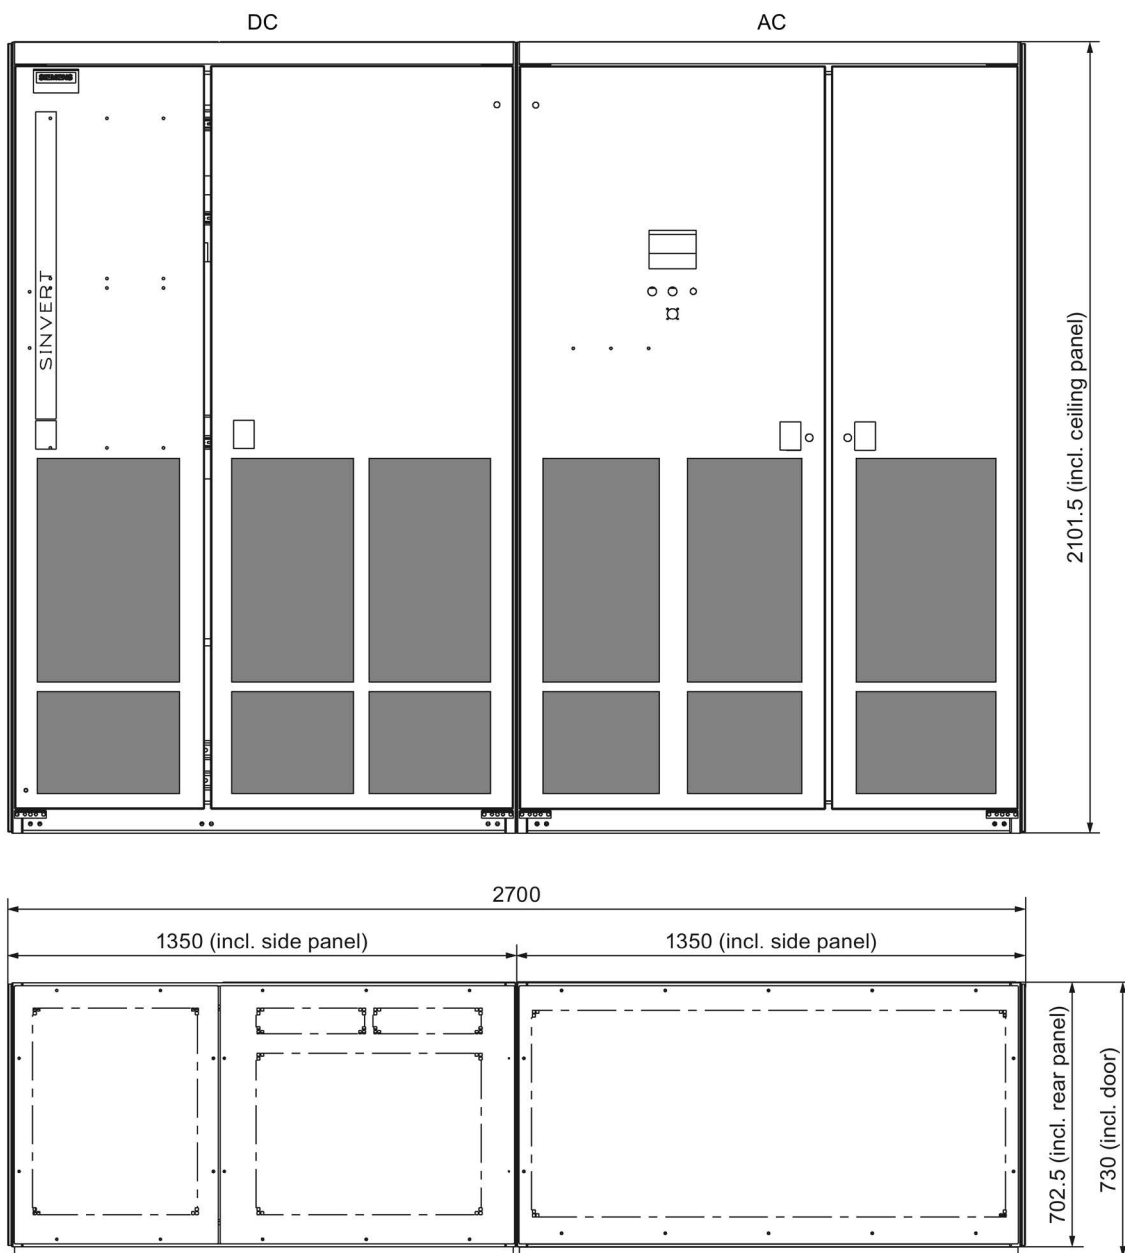 DC
AC
SIEMENS
SINVERT
2101.5 (incl. ceiling panel)
2700
1350 (incl. side panel)
1350 (incl. side panel)
702.5 (incl. rear panel)
730 (incl. door)